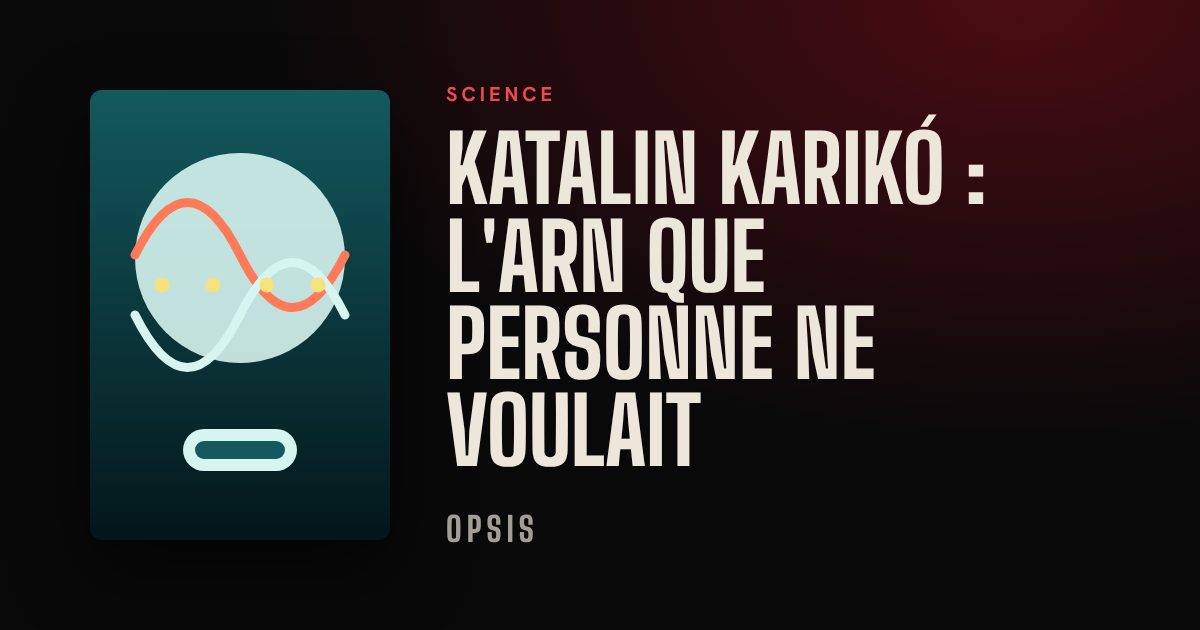 SCIENCE
KATALIN KARIKÓ :
L'ARN QUE
PERSONNE NE
VOULAIT
OPSIS